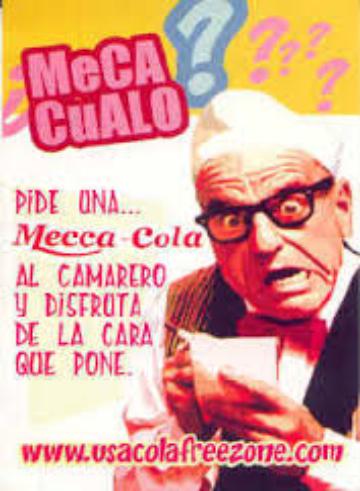 MeCA
CuALO
PIDE UNA...
Mecca-Cola
AL CAMARERO
Y DISFRUTA
DE LA CARA
QUE PONE.
www.usacolafreezone.com